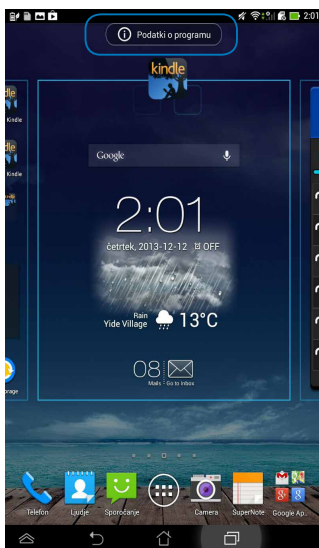 2:01
Podatki o programu
kindle
Kindle
Kindle
Google
2:01
četrtek, 2013-12-12 OFF
Rain
Yide Village
13°C
08
Mails Go to Inbox
orage
Telefon
Ljudje
Sporočanje
Camera
SuperNote
Google Ap..